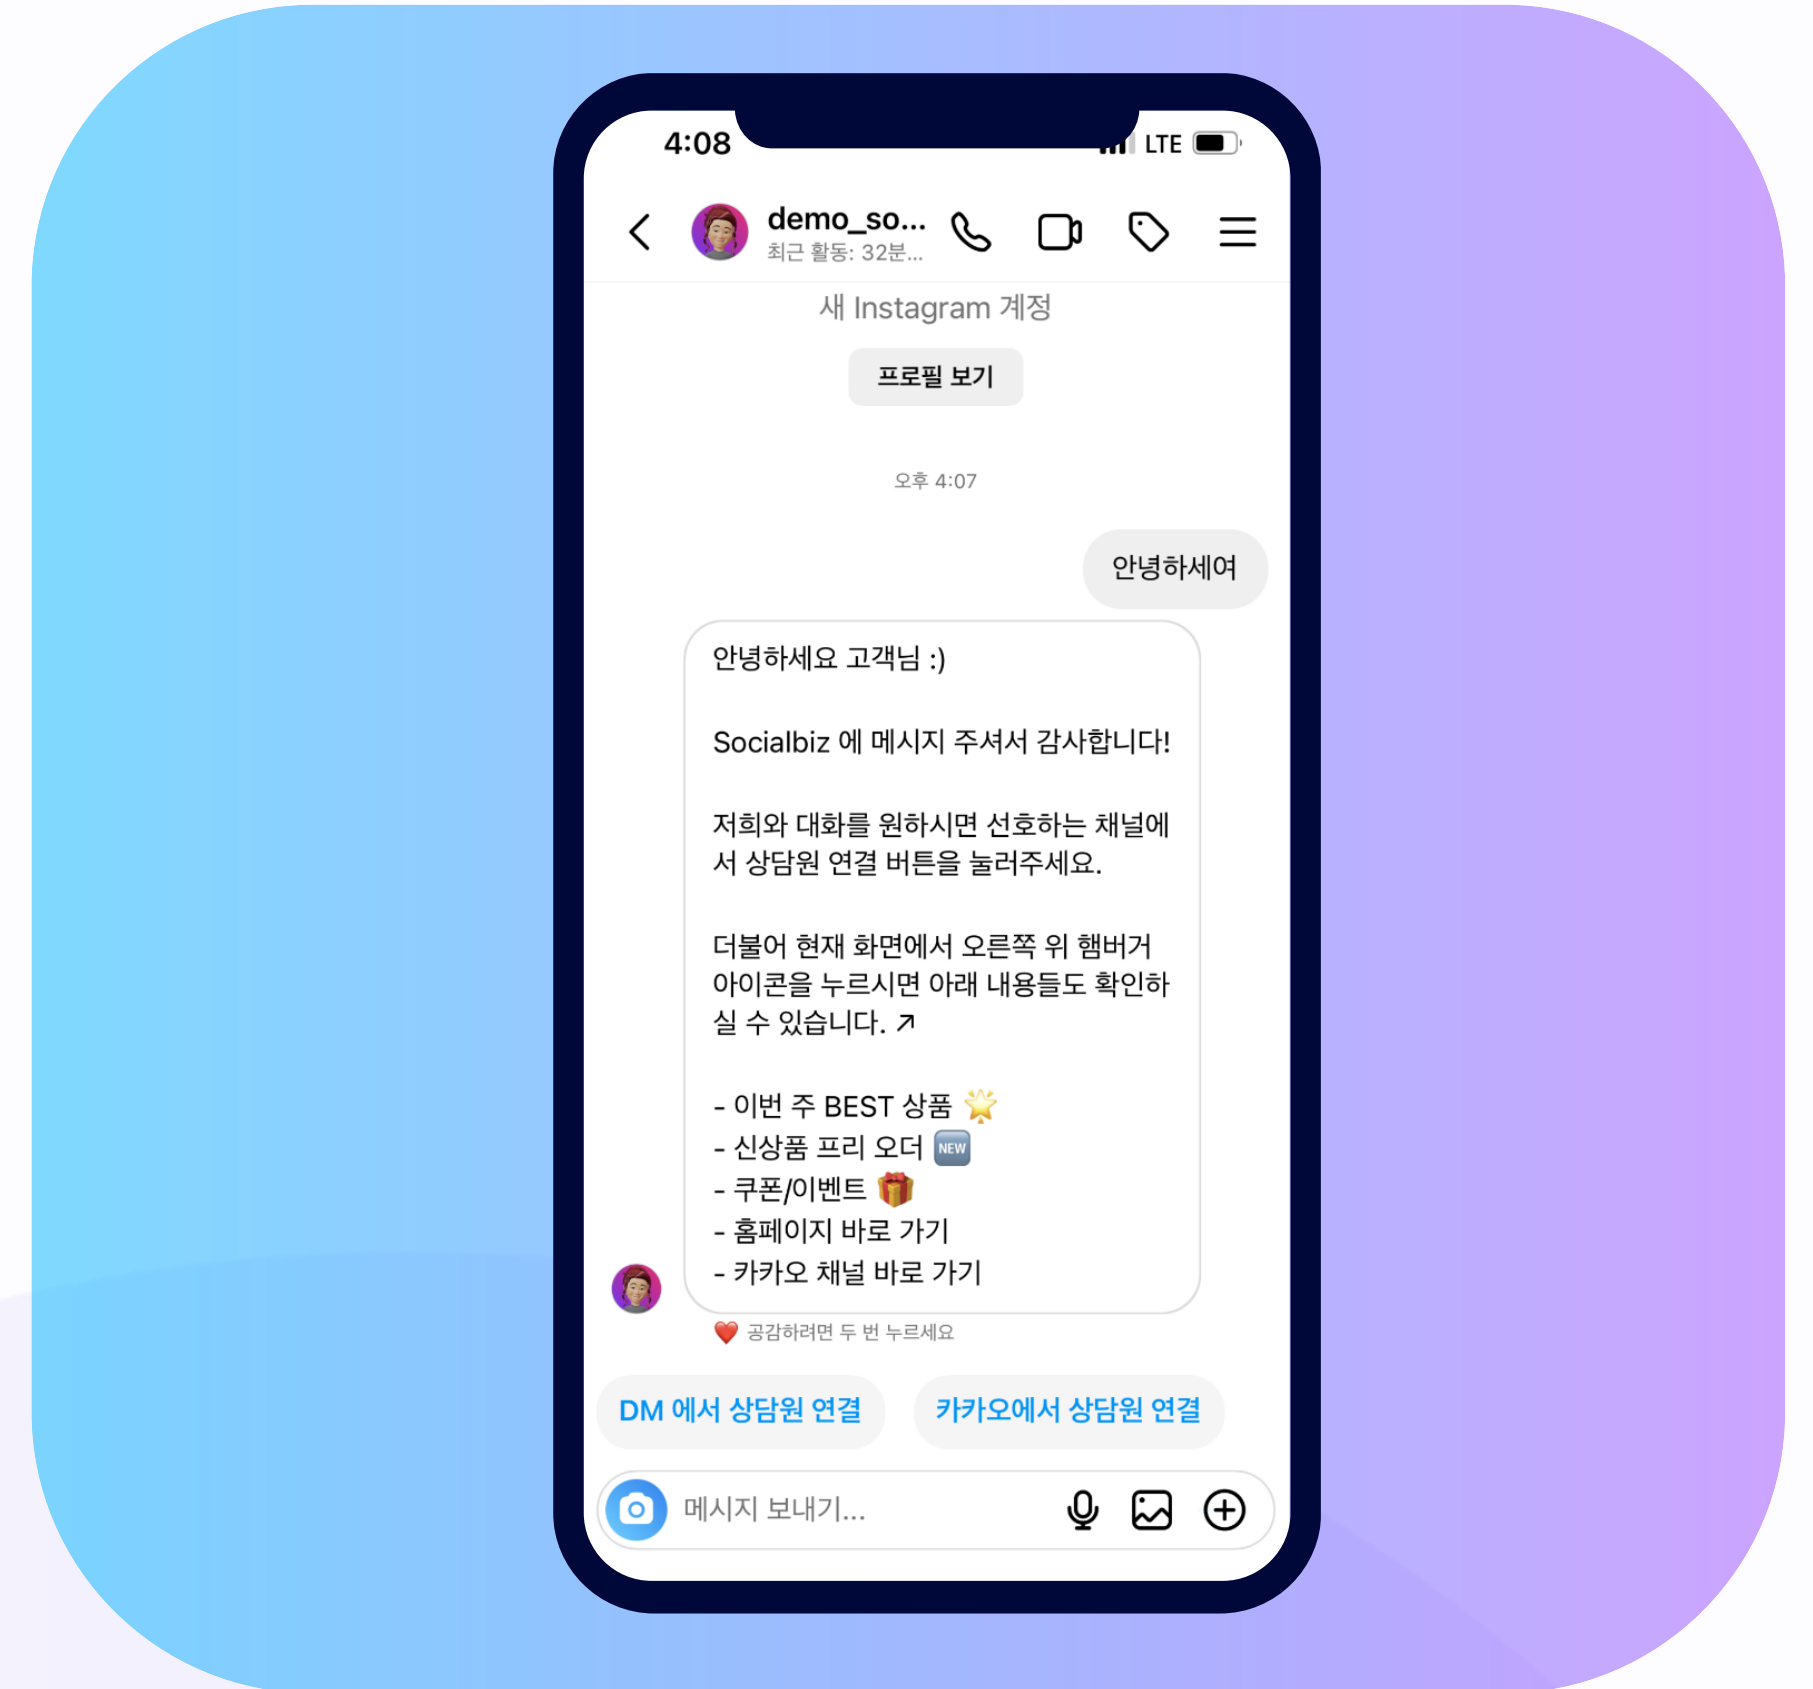 4:08
LTE
demo_so...
최근 활동: 32분...
새 Instagram 계정
프로필 보기
오후 4:07
안녕하세여
안녕하세요 고객님 :)
Socialbiz 에 메시지 주셔서 감사합니다!
저희와 대화를 원하시면 선호하는 채널에
서 상담원 연결 버튼을 눌러주세요.
더불어 현재 화면에서 오른쪽 위 햄버거
아이콘을 누르시면 아래 내용들도 확인하
실 수 있습니다. ↗
- 이번 주 BEST 상품 🌟
- 신상품 프리 오더 🆕
- 쿠폰/이벤트 🎁
- 홈페이지 바로 가기
- 카카오 채널 바로 가기
❤️ 공감하려면 두 번 누르세요
DM 에서 상담원 연결
카카오에서 상담원 연결
메시지 보내기...